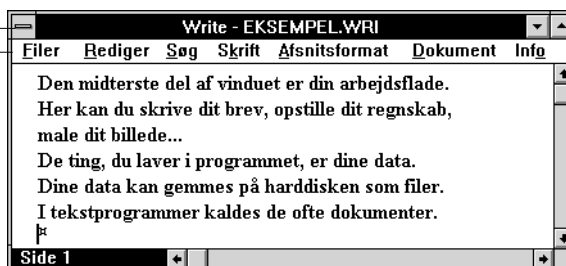 Write - EKSEMPEL.WRI
Filer Rediger Søg Skrift Afsnitsformat Dokument Info
Den midterste del af vinduet er din arbejdsflade.
Her kan du skrive dit brev, opstille dit regnskab,
male dit billede...
De ting, du laver i programmet, er dine data.
Dine data kan gemmes på harddisken som filer.
I tekstprogrammer kaldes de ofte dokumenter.
¤
Side 1